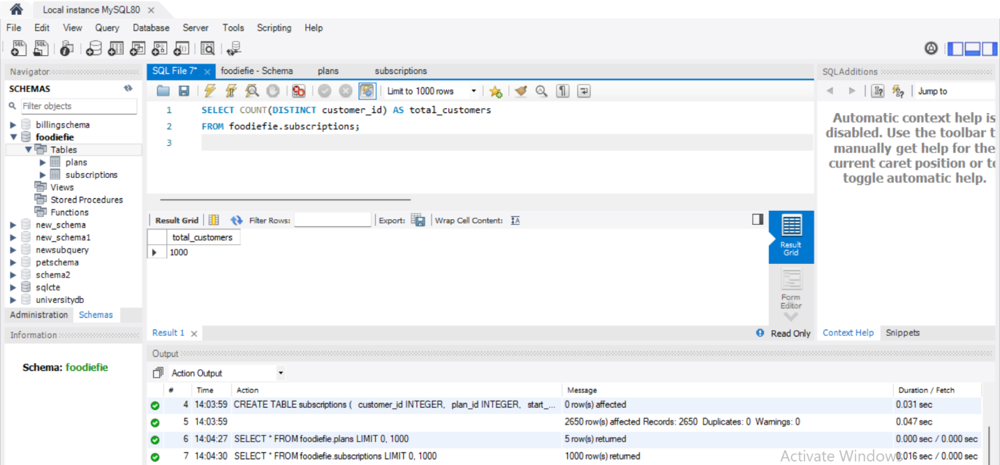 Local instance MySQL80
File Edit View Query Database Server Tools Scripting Help
Navigator
SCHEMAS
Filter objects
billingschema
foodiefie
Tables
plans
subscriptions
Views
Stored Procedures
Functions
new_schema
new_schema1
newsubquery
petschema
schema2
sqlcte
universitydb
Administration Schemas
Information
Schema: foodiefie
SQL File 7* foodiefie - Schema plans subscriptions
Limit to 1000 rows
1 SELECT COUNT(DISTINCT customer_id) AS total_customers
2 FROM foodiefie.subscriptions;
3
Result Grid Filter Rows: Export: Wrap Cell Content:
total_customers
1000
Result
Grid
Form
Editor
Result 1 Read Only
SQLAdditions
Jump to
Automatic context help is
disabled. Use the toolbar t
manually get help for the
current caret position or to
toggle automatic help.
Context Help Snippets
Output
Action Output
# Time Action Message Duration / Fetch
4 14:03:59 CREATE TABLE subscriptions ( customer_id INTEGER, plan_id INTEGER, start_... 0 row(s) affected 0.031 sec
5 14:03:59 2650 row(s) affected Records: 2650 Duplicates: 0 Warnings: 0 0.047 sec
6 14:04:27 SELECT * FROM foodiefie.plans LIMIT 0, 1000 5 row(s) returned 0.000 sec / 0.000 sec
7 14:04:30 SELECT * FROM foodiefie.subscriptions LIMIT 0, 1000 1000 row(s) returned 0.016 sec / 0.000 sec
Activate Windows